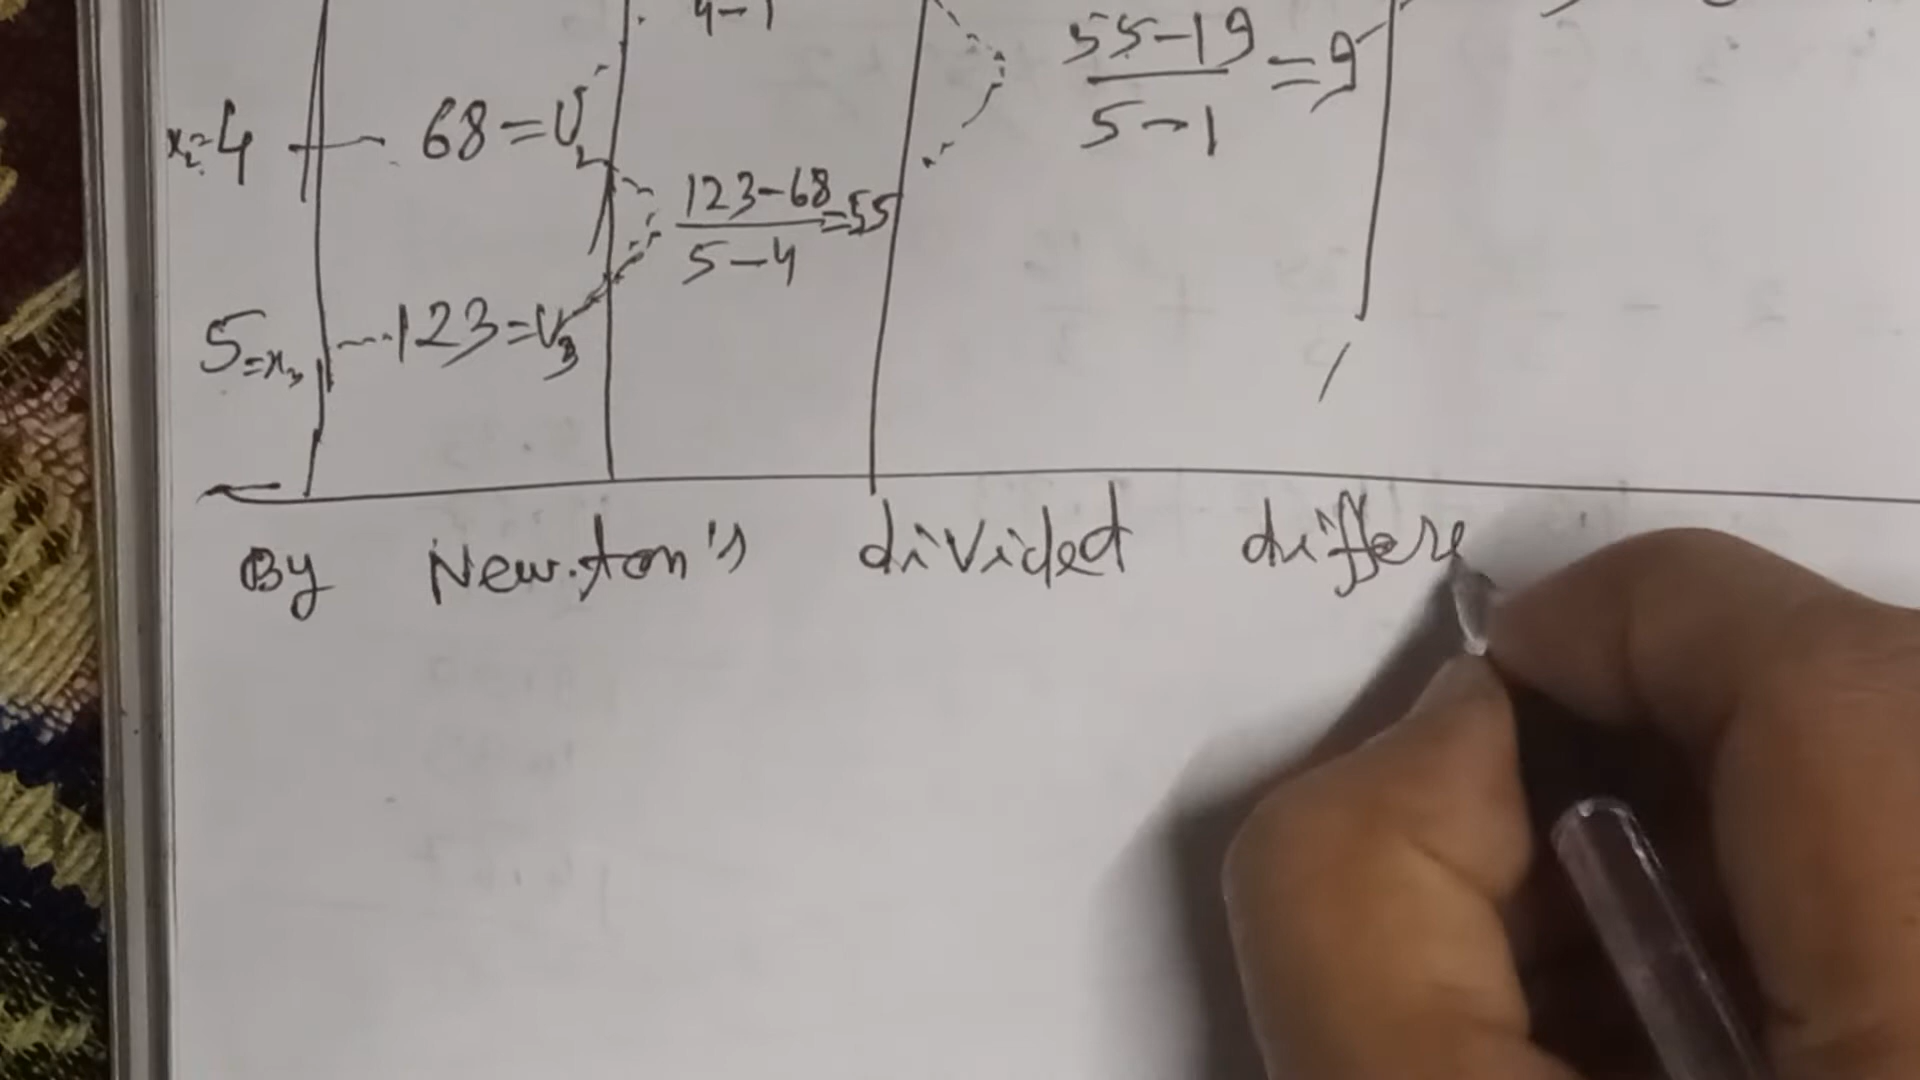 4-1
55-19
5-1
=9
x₂=4
68=U₂
123-68
5-4
=55
5=x₃
123=U₃
By Newton's divided differe